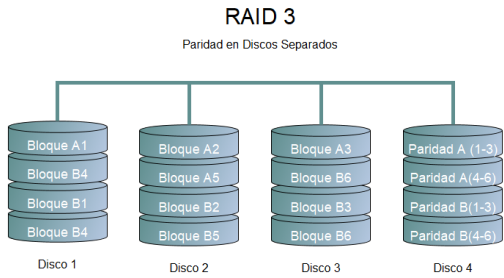 RAID 3
Paridad en Discos Separados
Bloque A1
Bloque B4
Bloque B1
Bloque B4
Disco 1
Bloque A2
Bloque A5
Bloque B2
Bloque B5
Disco 2
Bloque A3
Bloque B6
Bloque B3
Bloque B6
Disco 3
Paridad A (1-3)
Paridad A(4-6)
Paridad B(1-3)
Paridad B(4-6)
Disco 4